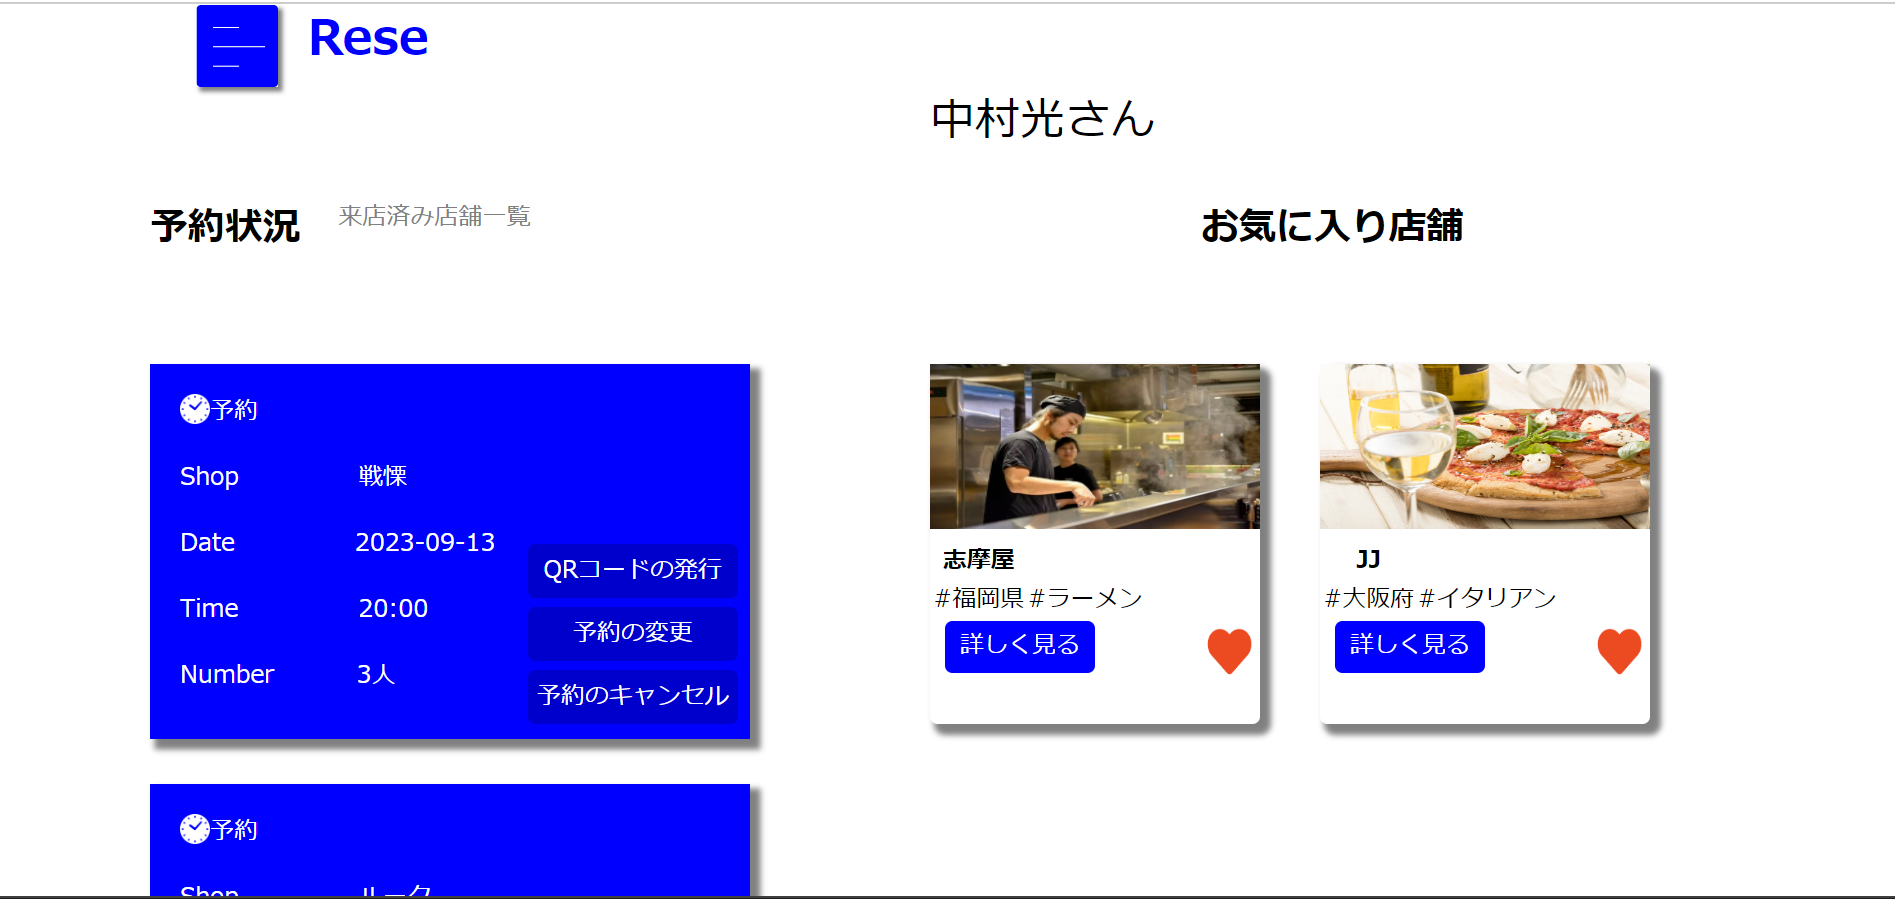 Rese
中村光さん
予約状況
来店済み店舗一覧
お気に入り店舗
予約
Shop 戦慄
Date 2023-09-13
Time 20:00
Number 3人
QRコードの発行
予約の変更
予約のキャンセル
予約
Shop ルーク
志摩屋
#福岡県 #ラーメン
詳しく見る
JJ
#大阪府 #イタリアン
詳しく見る